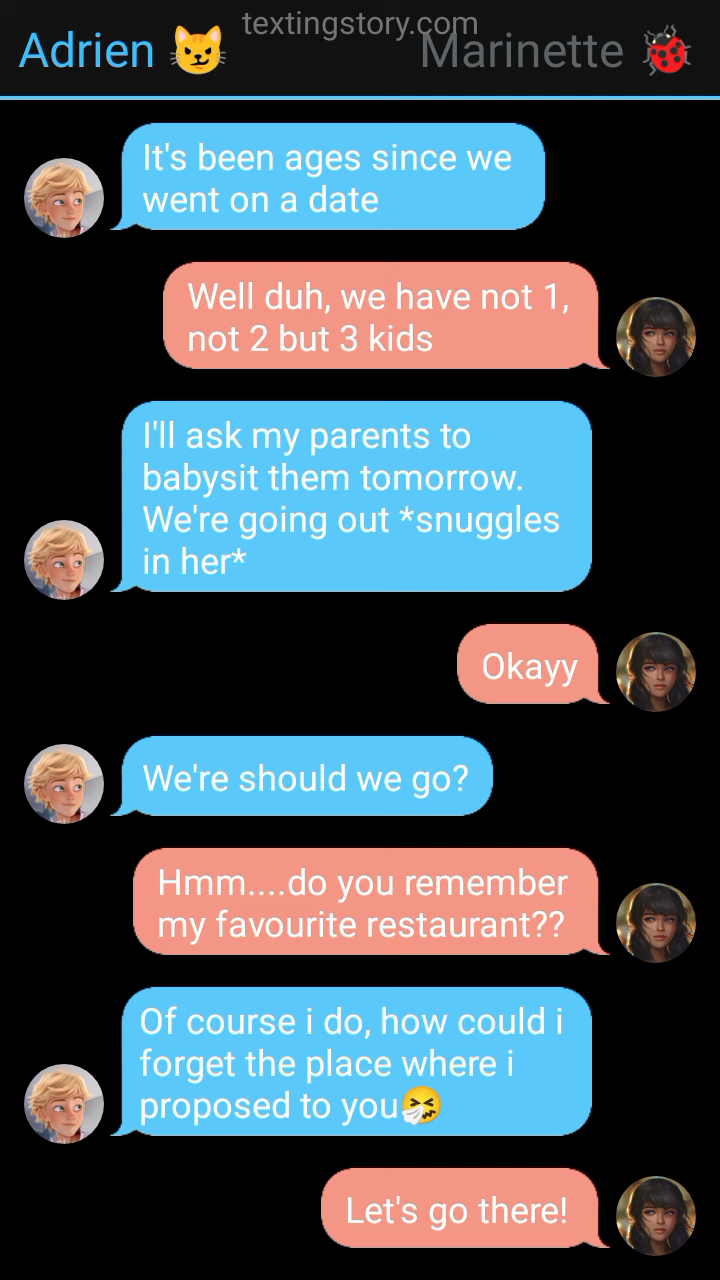 textingstory.com
Adrien 😼 Marinette 🐞
It's been ages since we
went on a date
Well duh, we have not 1,
not 2 but 3 kids
I'll ask my parents to
babysit them tomorrow.
We're going out *snuggles
in her*
Okayy
We're should we go?
Hmm....do you remember
my favourite restaurant??
Of course i do, how could i
forget the place where i
proposed to you🤧
Let's go there!